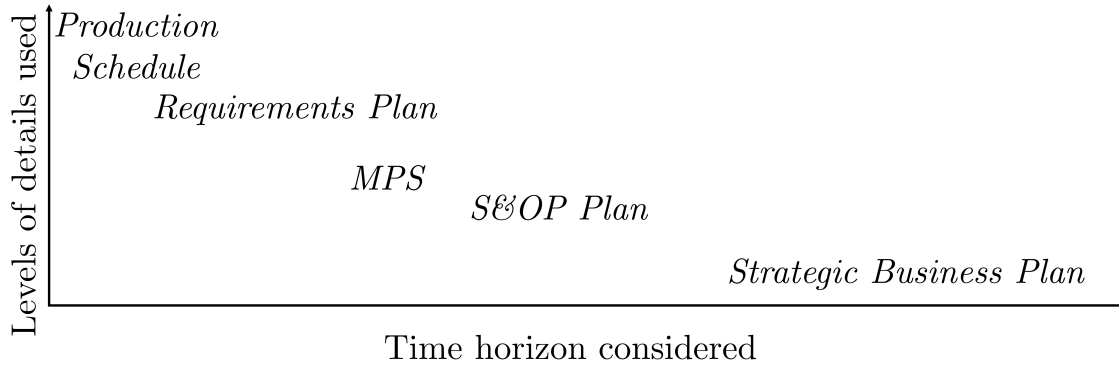 Levels of details used
Production
Schedule
Requirements Plan
MPS
S&OP Plan
Strategic Business Plan
Time horizon considered